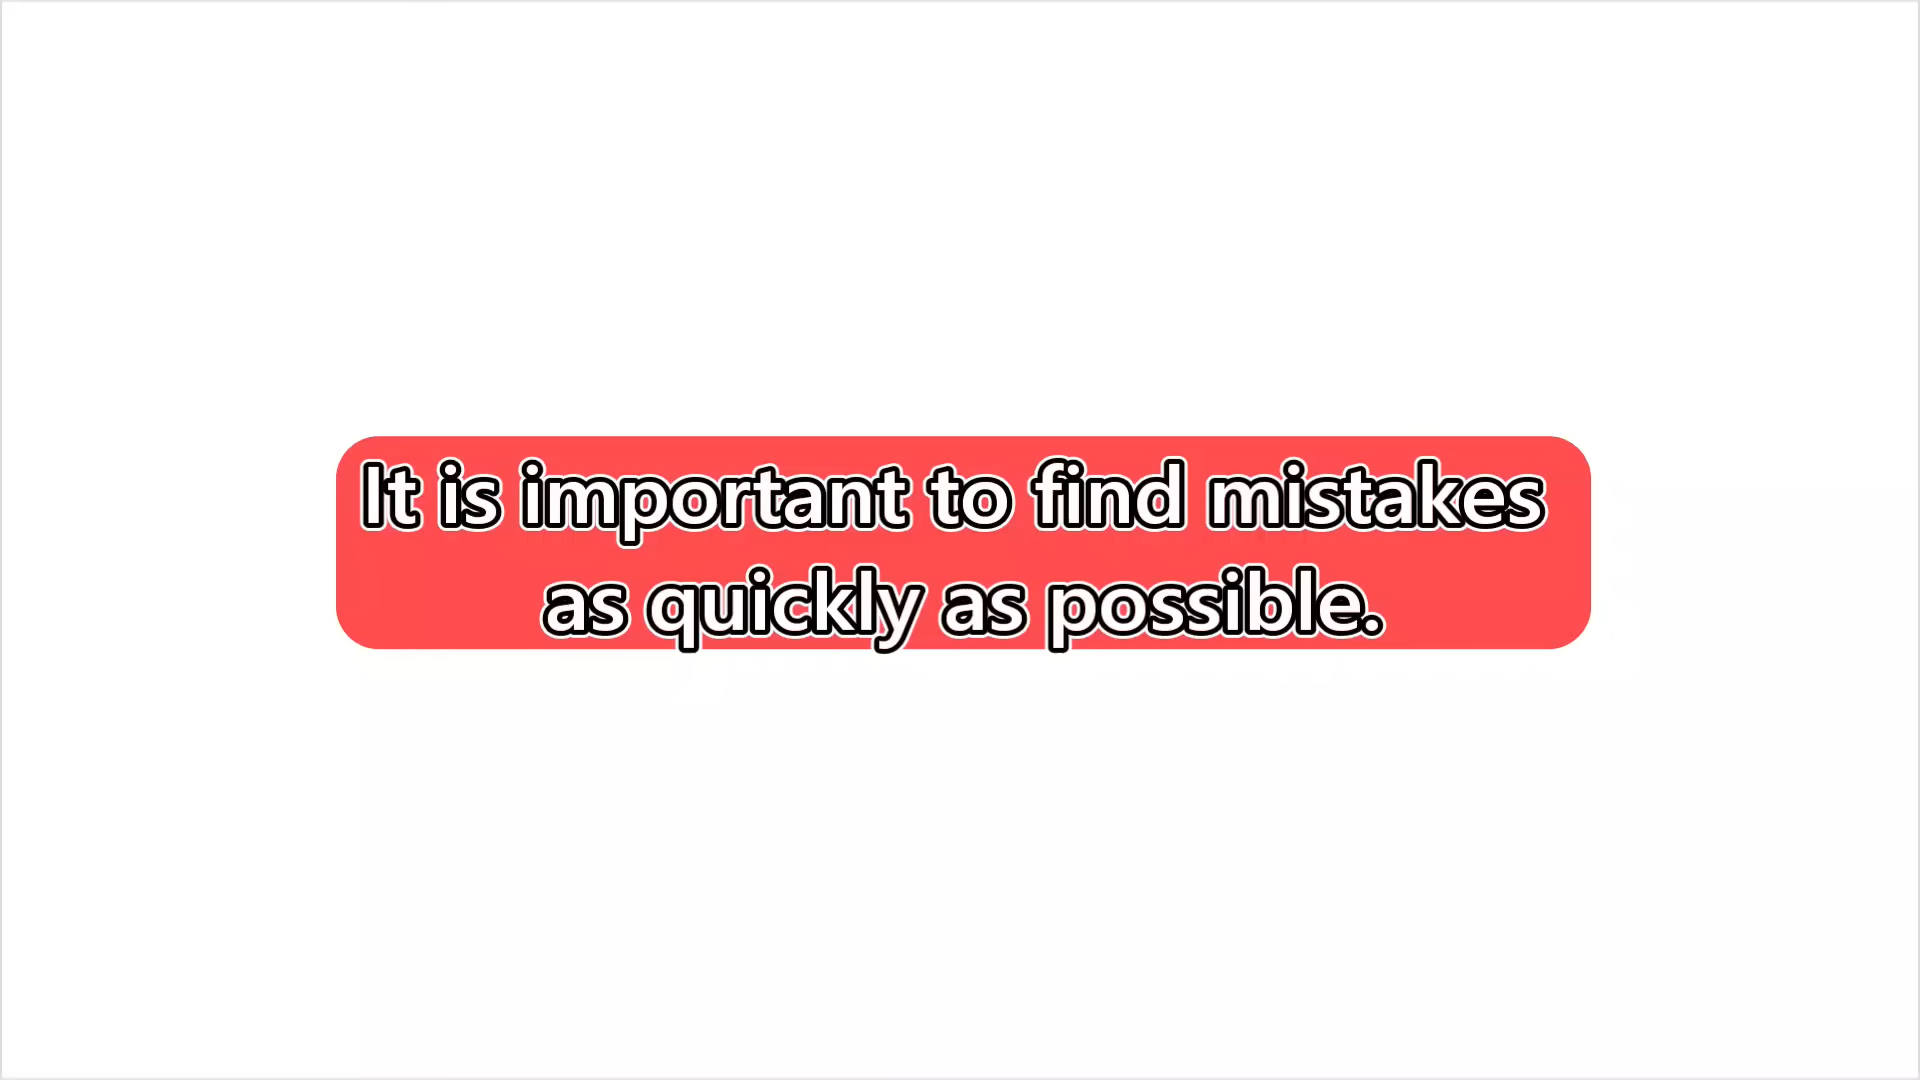 It is important to find mistakes
as quickly as possible.